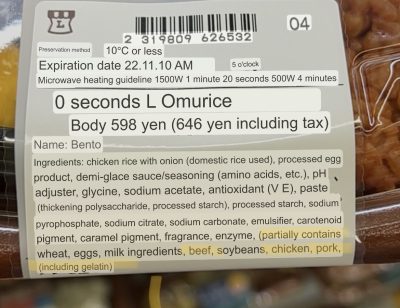 L
2 319809 626532
04
Preservation method 10°C or less
Expiration date 22.11.10 AM 5 o'clock
Microwave heating guideline 1500W 1 minute 20 seconds 500W 4 minutes
0 seconds L Omurice
Body 598 yen (646 yen including tax)
Name: Bento
Ingredients: chicken rice with onion (domestic rice used), processed egg
product, demi-glace sauce/seasoning (amino acids, etc.), pH
adjuster, glycine, sodium acetate, antioxidant (V E), paste
(thickening polysaccharide, processed starch), processed starch, sodium
pyrophosphate, sodium citrate, sodium carbonate, emulsifier, carotenoid
pigment, caramel pigment, fragrance, enzyme, (partially contains
wheat, eggs, milk ingredients, beef, soybeans, chicken, pork,
(including gelatin)